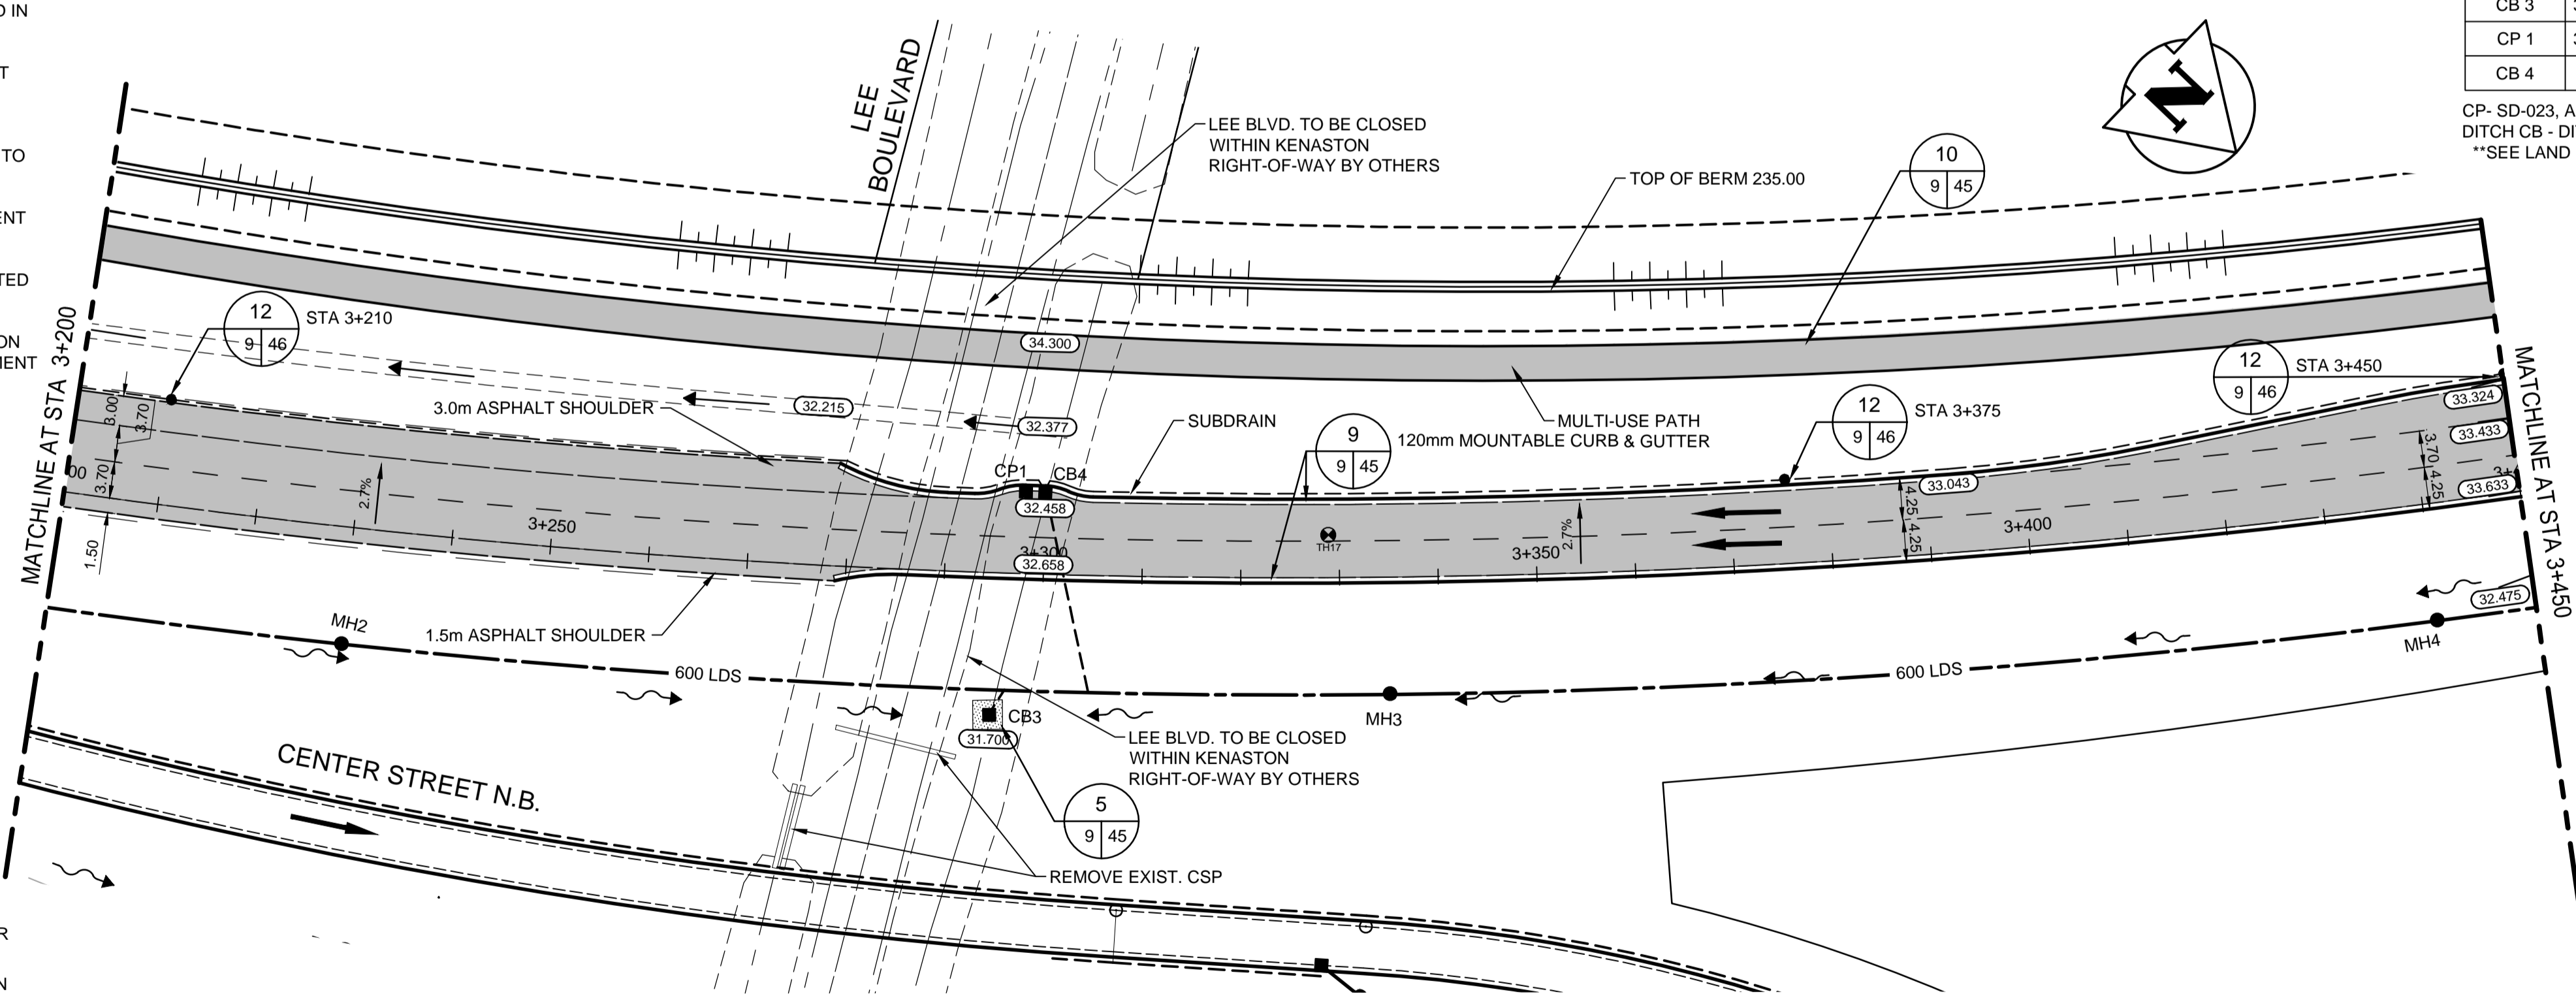 D IN
T
TO
ENT
TED
ON
MENT
R
N
CB 3
CP 1
CB 4
CP- SD-023, A
DITCH CB - DI
**SEE LAND
N
LEE
BOULEVARD
LEE BLVD. TO BE CLOSED
WITHIN KENASTON
RIGHT-OF-WAY BY OTHERS
TOP OF BERM 235.00
10
9 45
12
9 46
STA 3+210
34.300
12
9 46
STA 3+450
MATCHLINE AT STA 3+200
MATCHLINE AT STA 3+450
3.00
3.70
3.70
00
2.7%
1.50
3.0m ASPHALT SHOULDER
32.215
32.377
SUBDRAIN
9
9 45
120mm MOUNTABLE CURB & GUTTER
MULTI-USE PATH
12
9 46
STA 3+375
33.324
33.433
33.633
3+
3.70
4.25
CP1
CB4
32.458
3+250
3+300
32.658
TH17
3+350
2.7%
33.043
4.25
4.25
3+400
32.475
MH2
1.5m ASPHALT SHOULDER
600 LDS
600 LDS
MH4
MH3
CB3
31.700
LEE BLVD. TO BE CLOSED
WITHIN KENASTON
RIGHT-OF-WAY BY OTHERS
CENTER STREET N.B.
5
9 45
REMOVE EXIST. CSP